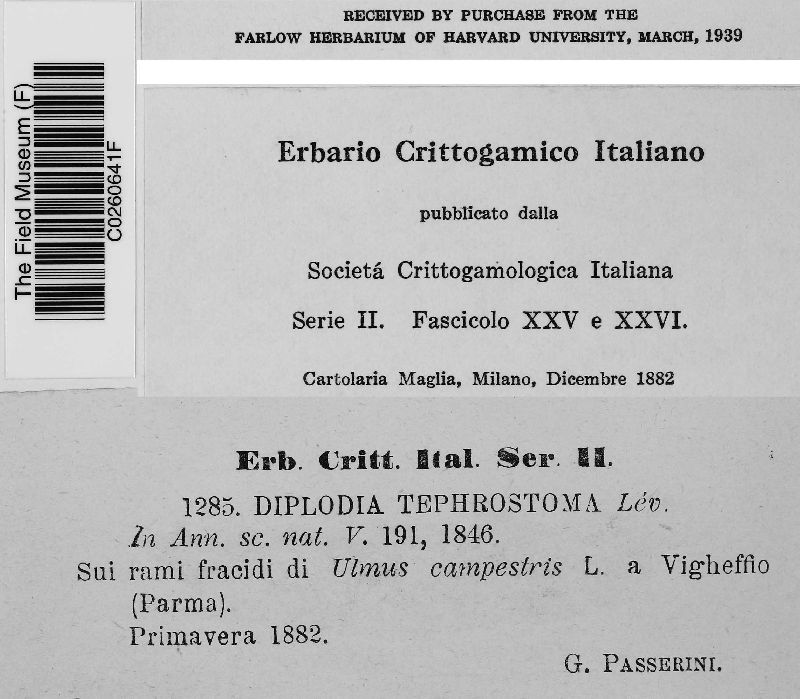 RECEIVED BY PURCHASE FROM THE
FARLOW HERBARIUM OF HARVARD UNIVERSITY, MARCH, 1939
The Field Museum (F)
C0260641F
Erbario Crittogamico Italiano
pubblicato dalla
Societá Crittogamologica Italiana
Serie II. Fascicolo XXV e XXVI.
Cartolaria Maglia, Milano, Dicembre 1882
Erb. Critt. Ital. Ser. II.
1285. DIPLODIA TEPHROSTOMA Lév.
In Ann. sc. nat. V. 191, 1846.
Sui rami fracidi di Ulmus campestris L. a Vigheffio
(Parma).
Primavera 1882.
G. PASSERINI.